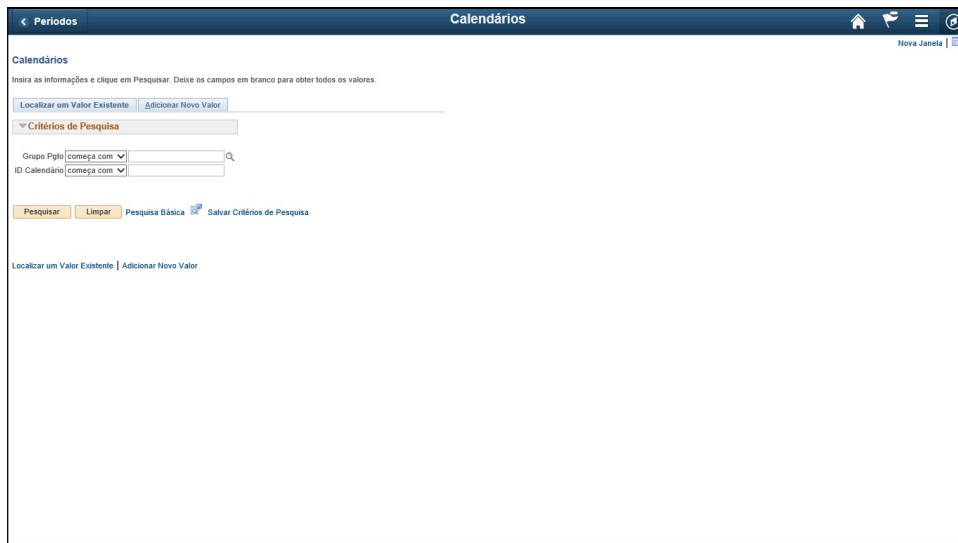 Períodos
Calendários
Nova Janela |
Calendários
Insira as informações e clique em Pesquisar. Deixe os campos em branco para obter todos os valores.
Localizar um Valor Existente Adicionar Novo Valor
Critérios de Pesquisa
Grupo Pgto começa com
ID Calendário começa com
Pesquisar Limpar Pesquisa Básica Salvar Critérios de Pesquisa
Localizar um Valor Existente | Adicionar Novo Valor